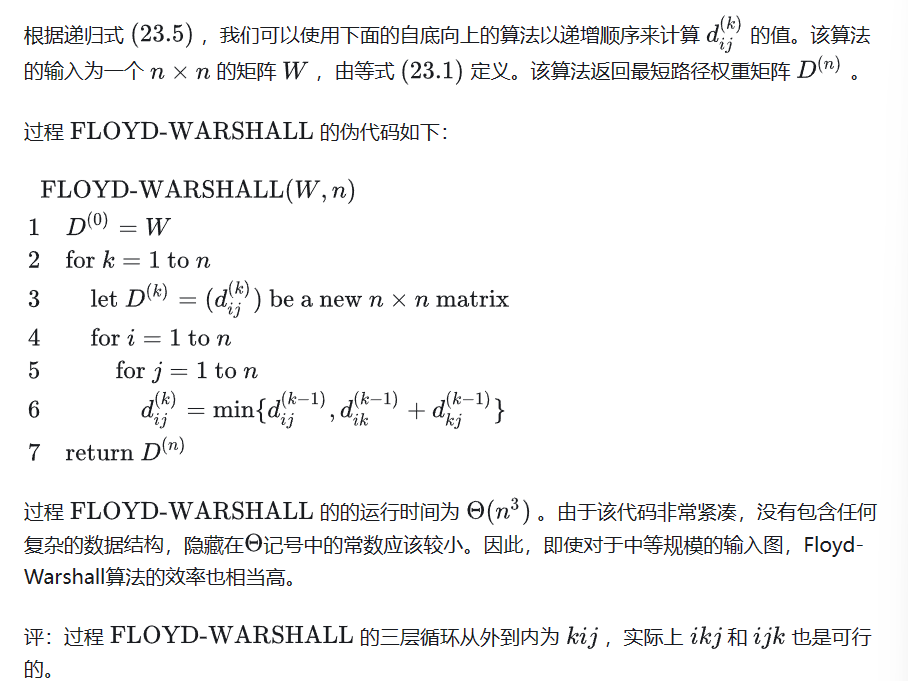 根据递归式 (23.5) ，我们可以使用下面的自底向上的算法以递增顺序来计算 $d_{ij}^{(k)}$ 的值。该算法
的输入为一个 $n \times n$ 的矩阵 $W$ ，由等式 (23.1) 定义。该算法返回最短路径权重矩阵 $D^{(n)}$ 。
过程 FLOYD-WARSHALL 的伪代码如下：
FLOYD-WARSHALL($W, n$)
1 $D^{(0)} = W$
2 for $k = 1$ to $n$
3 let $D^{(k)} = (d_{ij}^{(k)})$ be a new $n \times n$ matrix
4 for $i = 1$ to $n$
5 for $j = 1$ to $n$
6 $d_{ij}^{(k)} = \min\{d_{ij}^{(k-1)}, d_{ik}^{(k-1)} + d_{kj}^{(k-1)}\}$
7 return $D^{(n)}$
过程 FLOYD-WARSHALL 的的运行时间为 $\Theta(n^3)$ 。由于该代码非常紧凑，没有包含任何
复杂的数据结构，隐藏在$\Theta$记号中的常数应该较小。因此，即使对于中等规模的输入图，Floyd-
Warshall算法的效率也相当高。
评：过程 FLOYD-WARSHALL 的三层循环从外到内为 $kij$ ，实际上 $ikj$ 和 $ijk$ 也是可行
的。